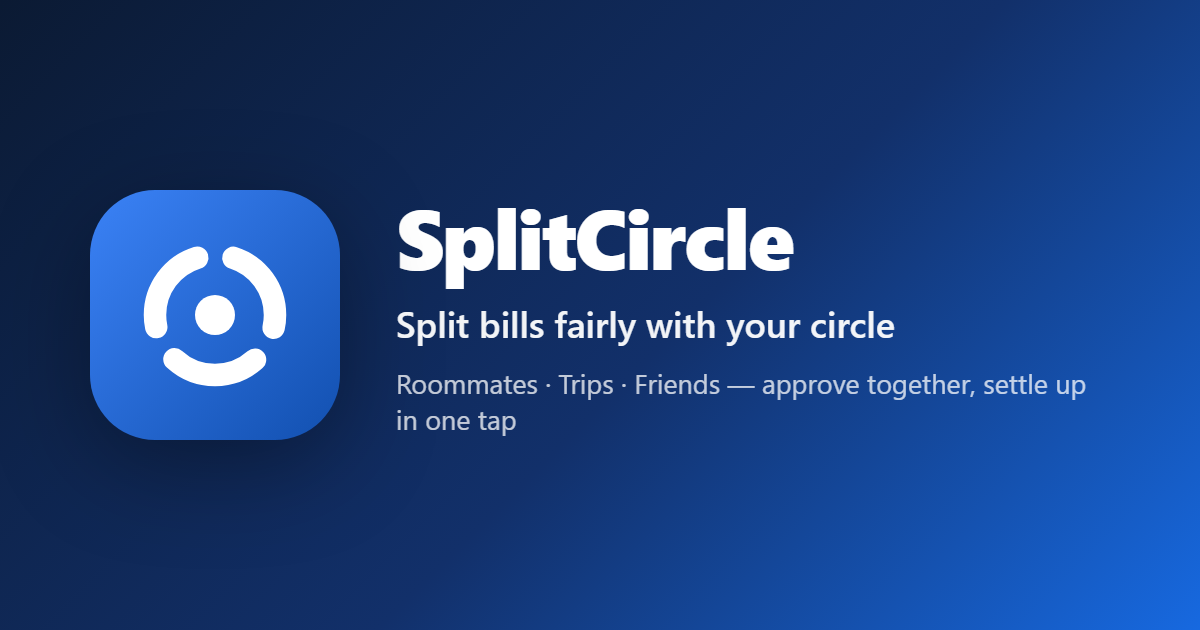 SplitCircle
Split bills fairly with your circle
Roommates · Trips · Friends — approve together, settle up
in one tap